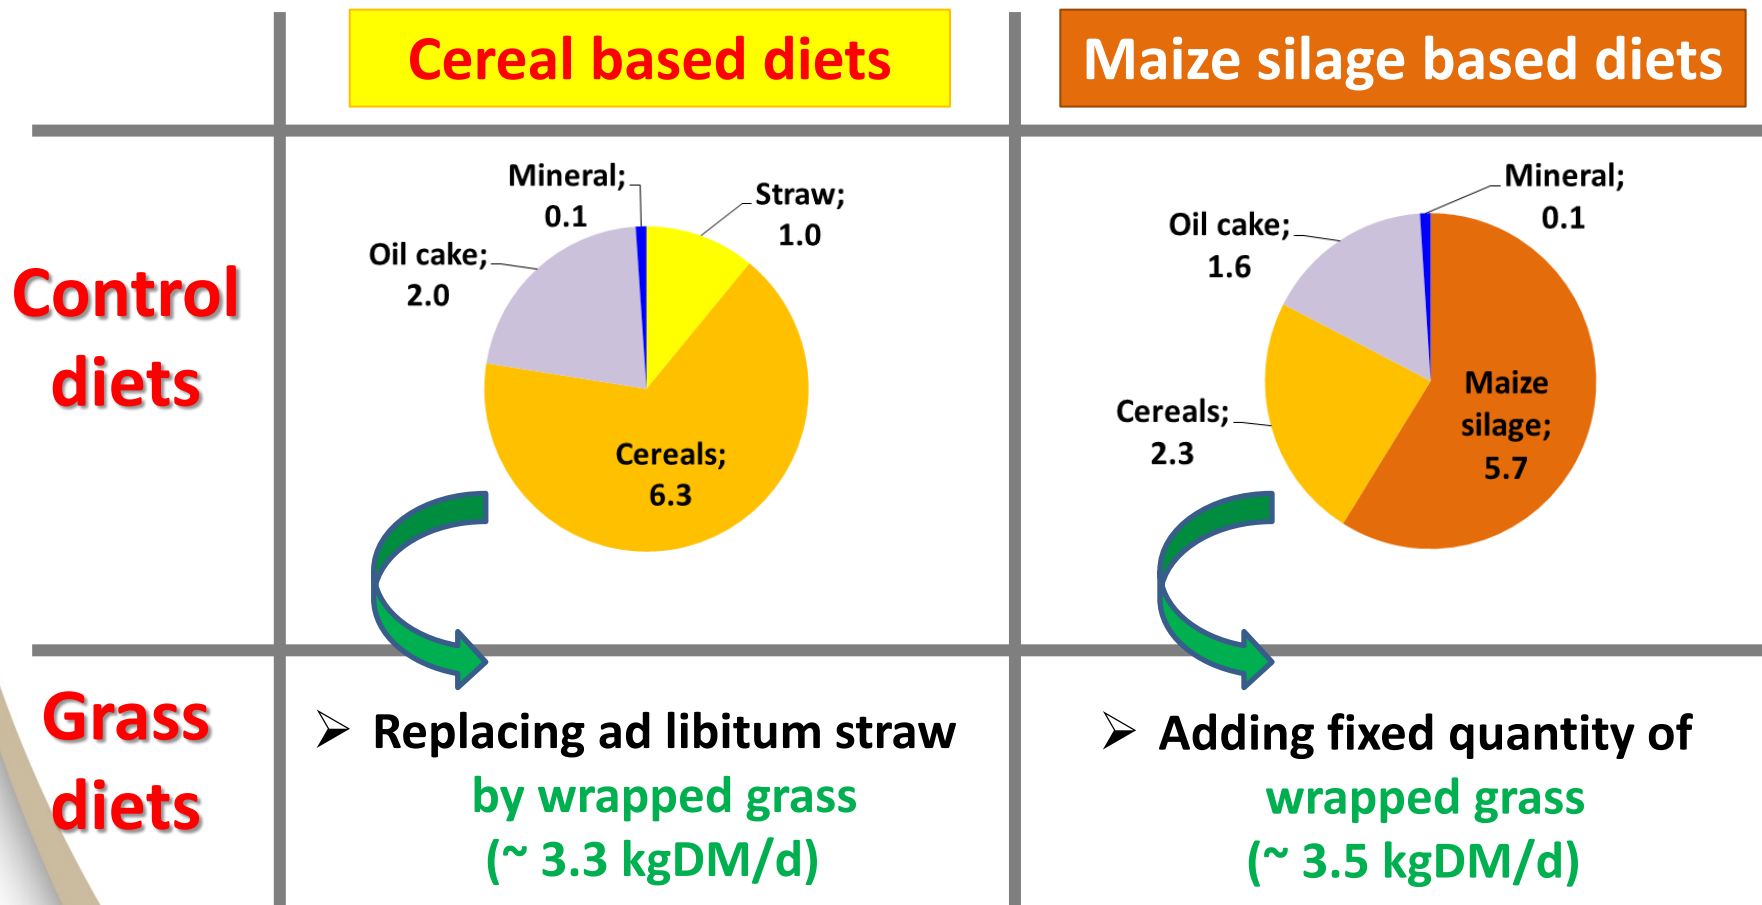 Cereal based diets
Maize silage based diets
Control
diets
Mineral;
0.1
Straw;
1.0
Oil cake;
2.0
Cereals;
6.3
Mineral;
0.1
Oil cake;
1.6
Cereals;
2.3
Maize
silage;
5.7
Grass
diets
➢ Replacing ad libitum straw
by wrapped grass
(~ 3.3 kgDM/d)
➢ Adding fixed quantity of
wrapped grass
(~ 3.5 kgDM/d)